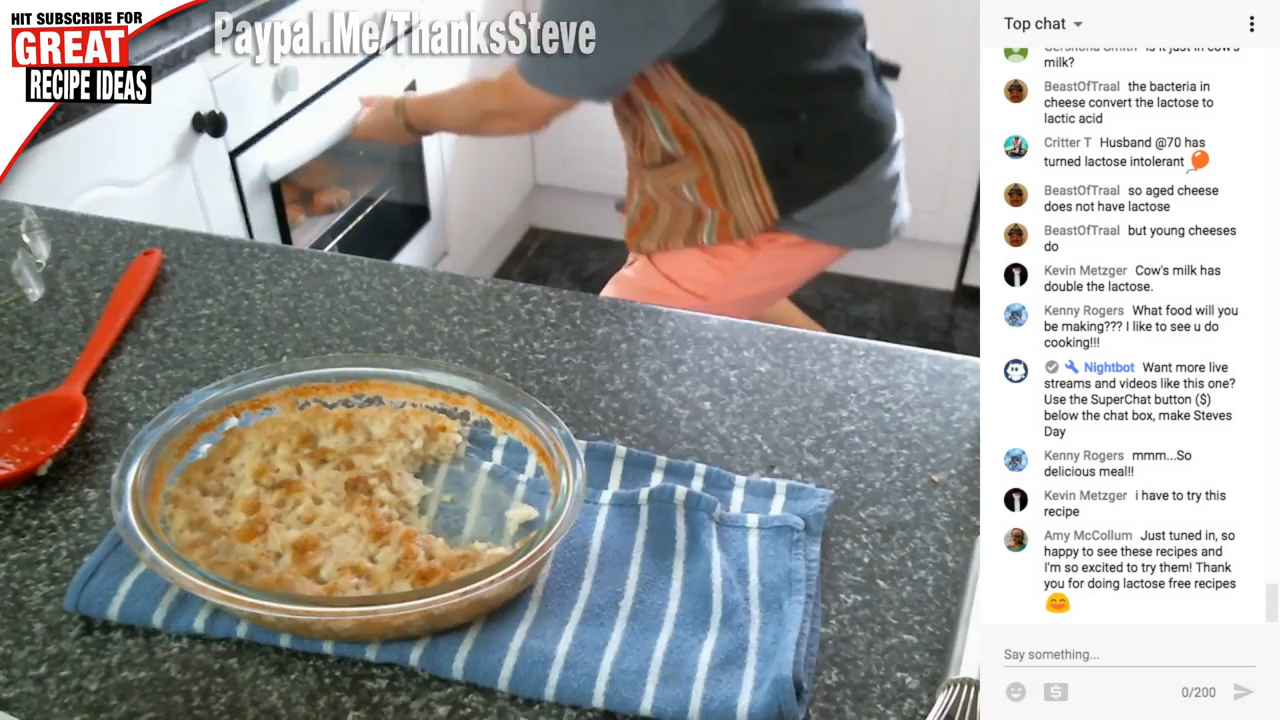 HIT SUBSCRIBE FOR
GREAT
RECIPE IDEAS
Paypal.Me/ThanksSteve
Top chat
Gershona Smith is it just in cow's
milk?
BeastOfTraal the bacteria in
cheese convert the lactose to
lactic acid
Critter T Husband @70 has
turned lactose intolerant 🎈
BeastOfTraal so aged cheese
does not have lactose
BeastOfTraal but young cheeses
do
Kevin Metzger Cow's milk has
double the lactose.
Kenny Rogers What food will you
be making??? I like to see u do
cooking!!!
Nightbot Want more live
streams and videos like this one?
Use the SuperChat button ($)
below the chat box, make Steves
Day
Kenny Rogers mmm...So
delicious meal!!
Kevin Metzger i have to try this
recipe
Amy McCollum Just tuned in, so
happy to see these recipes and
I'm so excited to try them! Thank
you for doing lactose free recipes
😊
Say something...
0/200